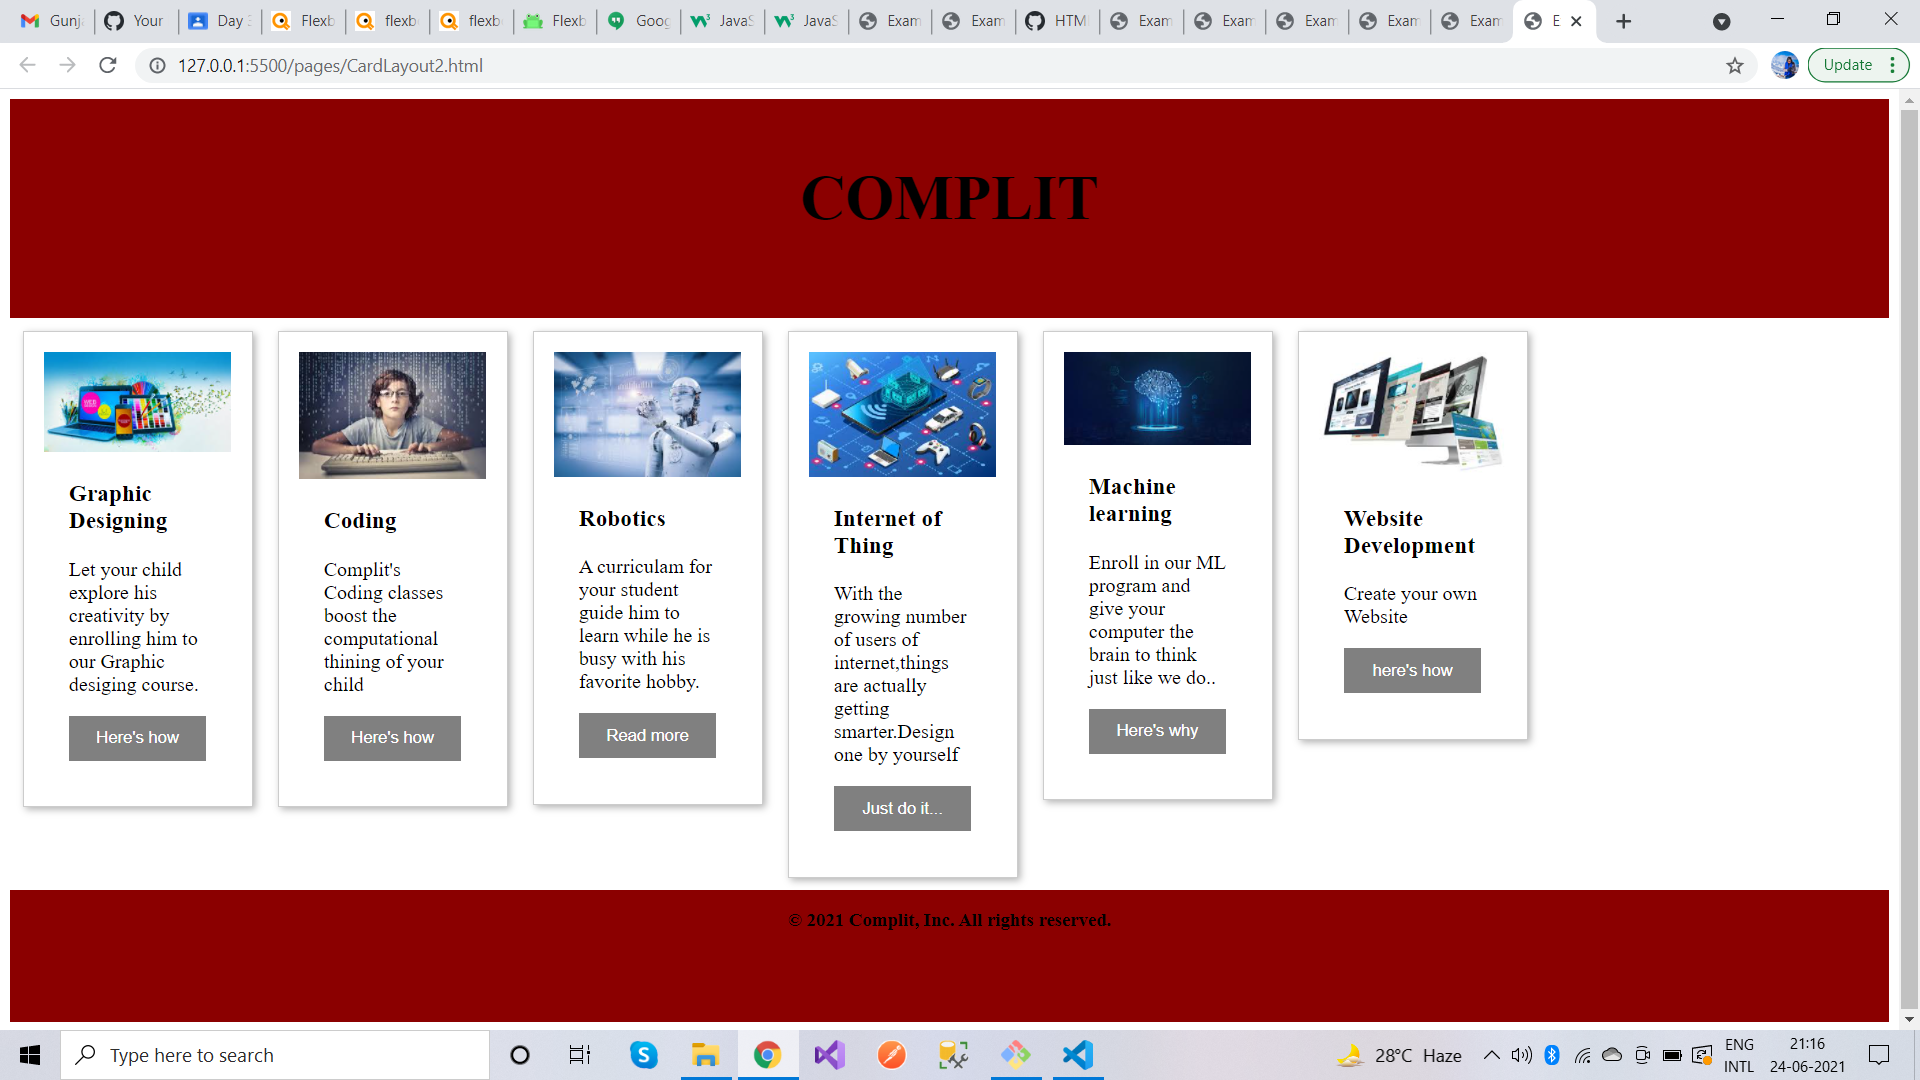 Gunj
Your
Day 3
Flexb
flexb
flexb
Flexb
Goog
JavaS
JavaS
Exam
Exam
HTML
Exam
Exam
Exam
Exam
Exam
E
127.0.0.1:5500/pages/CardLayout2.html
Update
COMPLIT
Graphic
Designing
Let your child
explore his
creativity by
enrolling him to
our Graphic
desiging course.
Here's how
Coding
Complit's
Coding classes
boost the
computational
thining of your
child
Here's how
Robotics
A curriculam for
your student
guide him to
learn while he is
busy with his
favorite hobby.
Read more
Internet of
Thing
With the
growing number
of users of
internet,things
are actually
getting
smarter.Design
one by yourself
Just do it...
Machine
learning
Enroll in our ML
program and
give your
computer the
brain to think
just like we do..
Here's why
Website
Development
Create your own
Website
here's how
© 2021 Complit, Inc. All rights reserved.
Type here to search
28°C Haze
ENG
INTL
21:16
24-06-2021